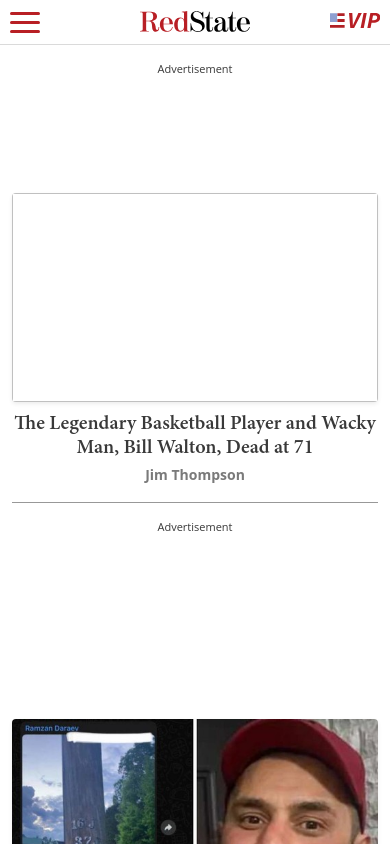 RedState
VIP
Advertisement
The Legendary Basketball Player and Wacky
Man, Bill Walton, Dead at 71
Jim Thompson
Advertisement
Ramzan Daraev